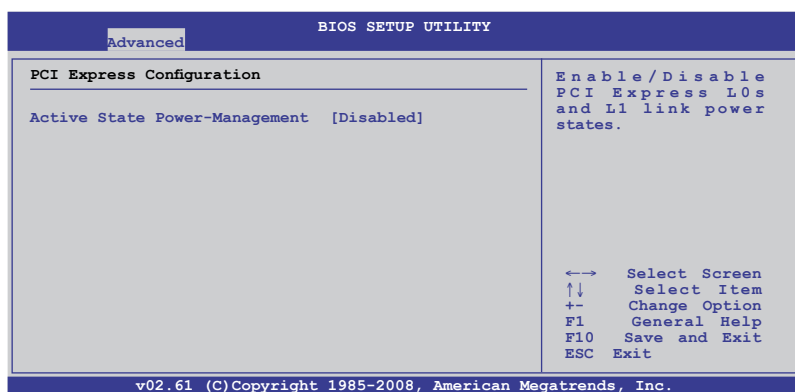 BIOS SETUP UTILITY
Advanced
PCI Express Configuration
Active State Power-Management [Disabled]
Enable/Disable
PCI Express L0s
and L1 link power
states.
←→ Select Screen
↑↓ Select Item
+- Change Option
F1 General Help
F10 Save and Exit
ESC Exit
v02.61 (C)Copyright 1985-2008, American Megatrends, Inc.